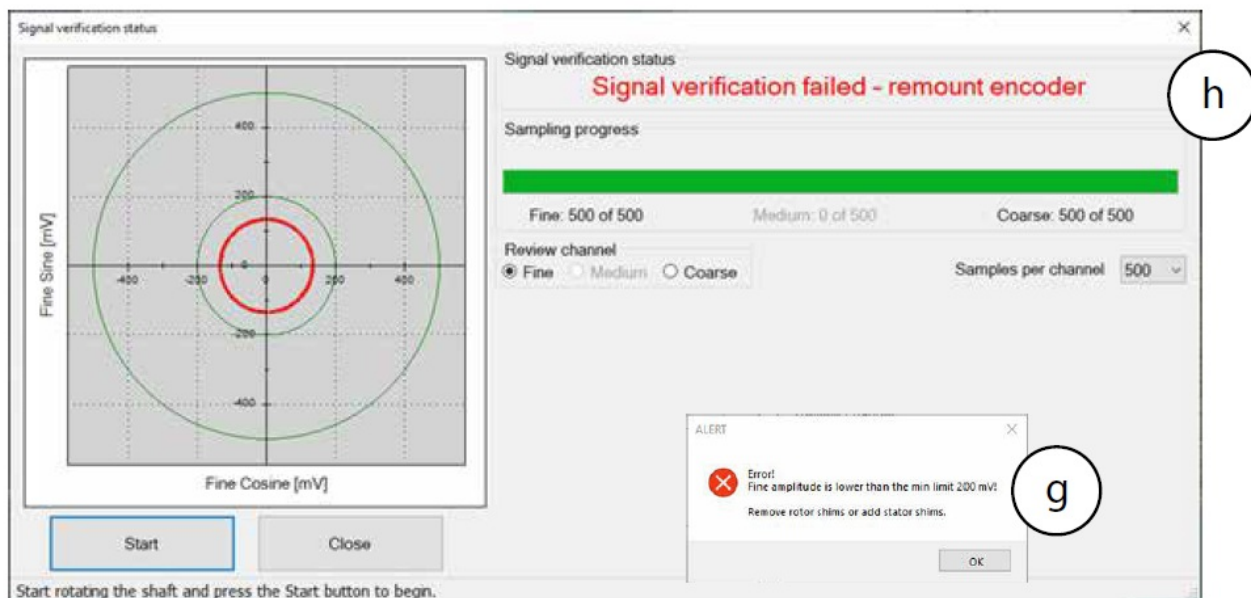 Signal verification status
Signal verification status
Signal verification failed - remount encoder
h
Sampling progress
Fine: 500 of 500 Medium: 0 of 500 Coarse: 500 of 500
Review channel
Fine Medium Coarse
Samples per channel 500
Fine Sine [mV]
400
200
-400 -200 0 200 400
-200
-400
Fine Cosine [mV]
ALERT
Error!
Fine amplitude is lower than the min limit 200 mV!
Remove rotor shims or add stator shims.
OK
g
Start Close
Start rotating the shaft and press the Start button to begin.